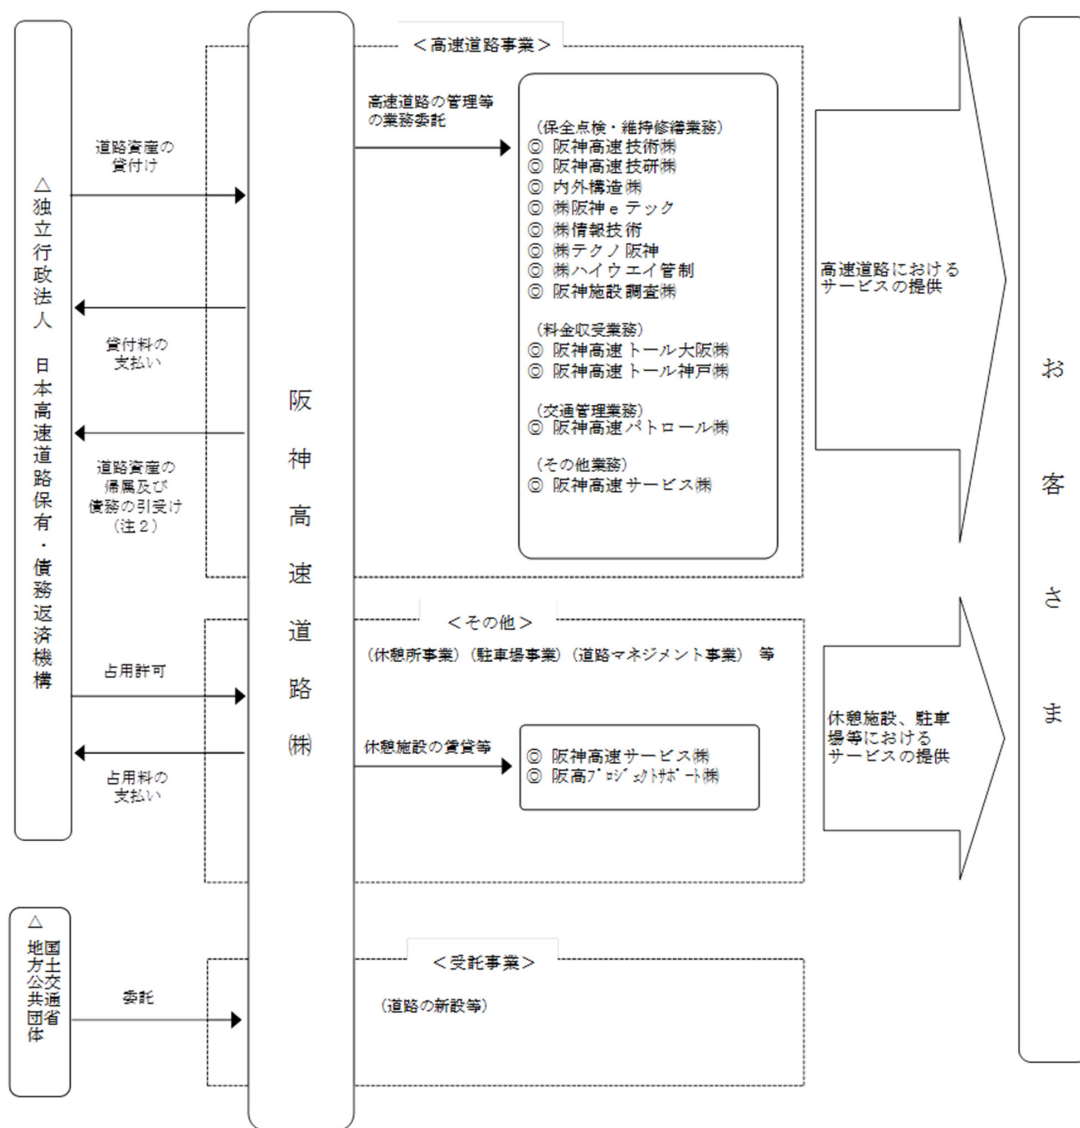 △独立行政法人　日本高速道路保有・債務返済機構
道路資産の
貸付け
貸付料の
支払い
道路資産の
帰属及び
債務の引受け
(注２)
占用許可
占用料の
支払い
△
国土交通省
地方公共団体
委託
阪神高速道路㈱
＜高速道路事業＞
高速道路の管理等
の業務委託
(保全点検・維持修繕業務)
◎ 阪神高速技術㈱
◎ 阪神高速技研㈱
◎ 内外構造㈱
◎ ㈱阪神ｅテック
◎ ㈱情報技術
◎ ㈱テクノ阪神
◎ ㈱ハイウエイ管制
◎ 阪神施設調査㈱
(料金収受業務)
◎ 阪神高速トール大阪㈱
◎ 阪神高速トール神戸㈱
(交通管理業務)
◎ 阪神高速パトロール㈱
(その他業務)
◎ 阪神高速サービス㈱
＜その他＞
(休憩所事業)(駐車場事業)(道路マネジメント事業) 等
休憩施設の賃貸等
◎ 阪神高速サービス㈱
◎ 阪高ﾌﾟﾛｼﾞｪｸﾄｻﾎﾟｰﾄ㈱
＜受託事業＞
(道路の新設等)
高速道路における
サービスの提供
休憩施設、駐車
場等における
サービスの提供
お客さま